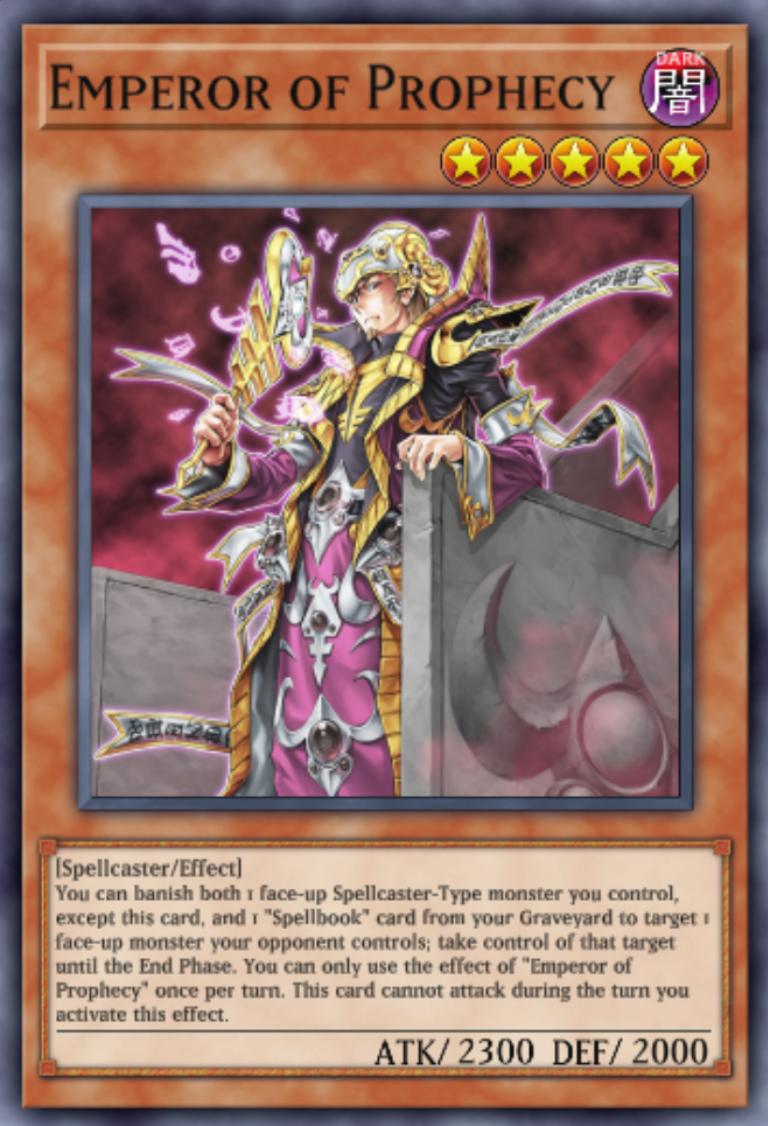 EMPEROR OF PROPHECY
DARK
闇
[Spellcaster/Effect]
You can banish both 1 face-up Spellcaster-Type monster you control,
except this card, and 1 "Spellbook" card from your Graveyard to target 1
face-up monster your opponent controls; take control of that target
until the End Phase. You can only use the effect of "Emperor of
Prophecy" once per turn. This card cannot attack during the turn you
activate this effect.
ATK/ 2300 DEF/ 2000